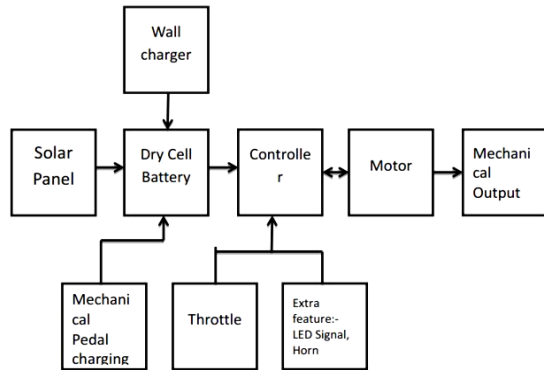 Wall
charger
Solar
Panel
Dry Cell
Battery
Controlle
r
Motor
Mechani
cal
Output
Mechani
cal
Pedal
charging
Throttle
Extra
feature:-
LED Signal,
Horn